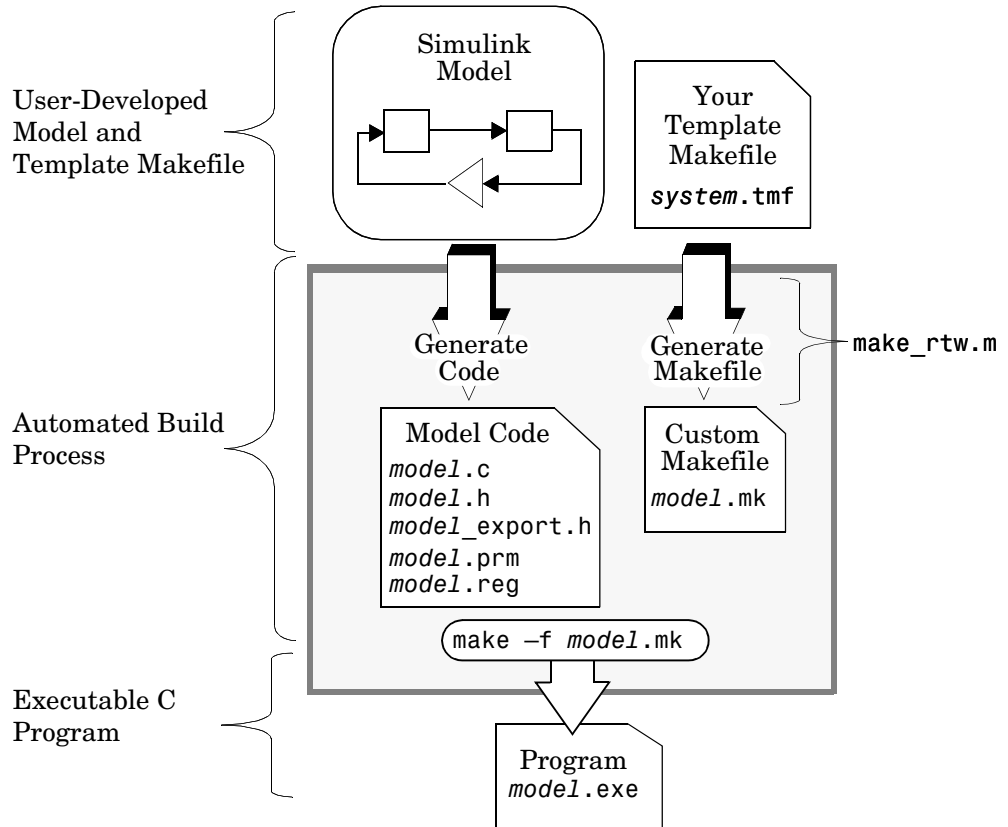 Simulink
Model
User-Developed
Model and
Template Makefile
Your
Template
Makefile
system.tmf
Generate
Code
Generate
Makefile
make_rtw.m
Automated Build
Process
Model Code
model.c
model.h
model_export.h
model.prm
model.reg
Custom
Makefile
model.mk
make –f model.mk
Executable C
Program
Program
model.exe